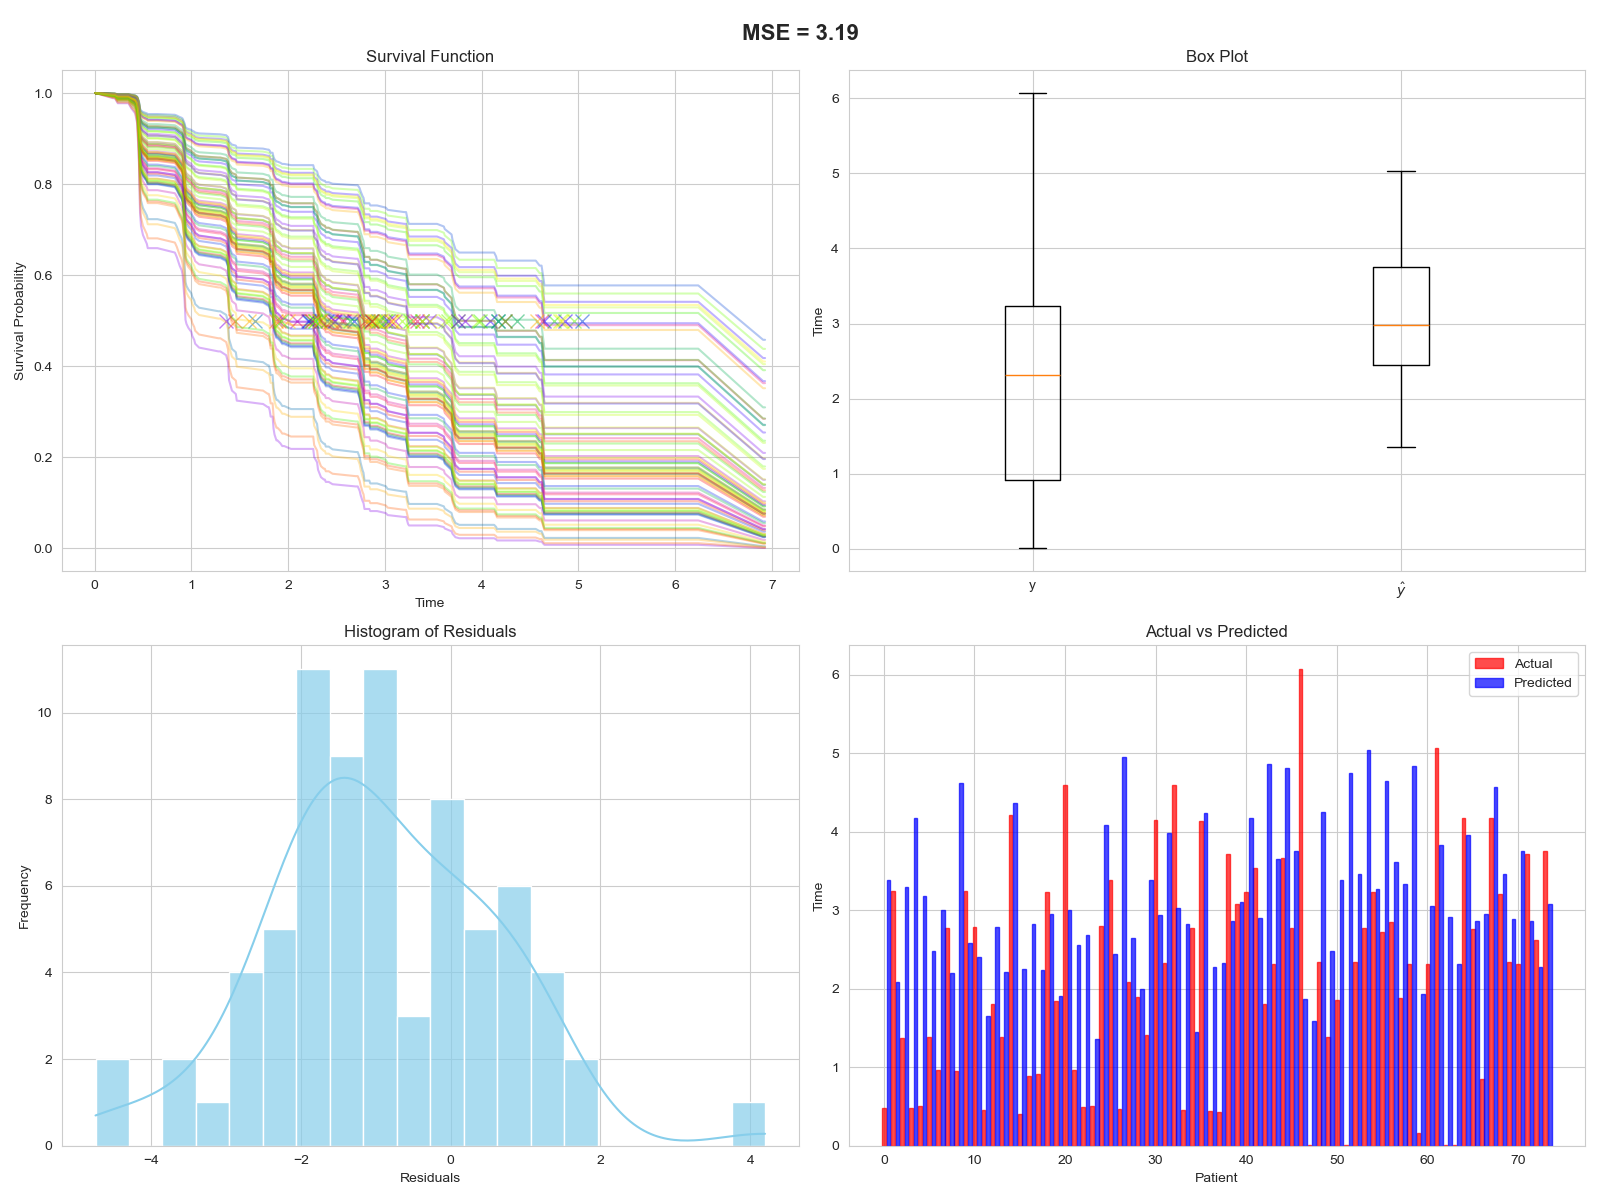 MSE = 3.19
Survival Function
Survival Probability
1.0
0.8
0.6
0.4
0.2
0.0
0 1 2 3 4 5 6 7
Time
Box Plot
Time
6
5
4
3
2
1
0
y ŷ
Histogram of Residuals
Frequency
10
8
6
4
2
0
−4 −2 0 2 4
Residuals
Actual vs Predicted
Actual
Predicted
Time
6
5
4
3
2
1
0
0 10 20 30 40 50 60 70
Patient